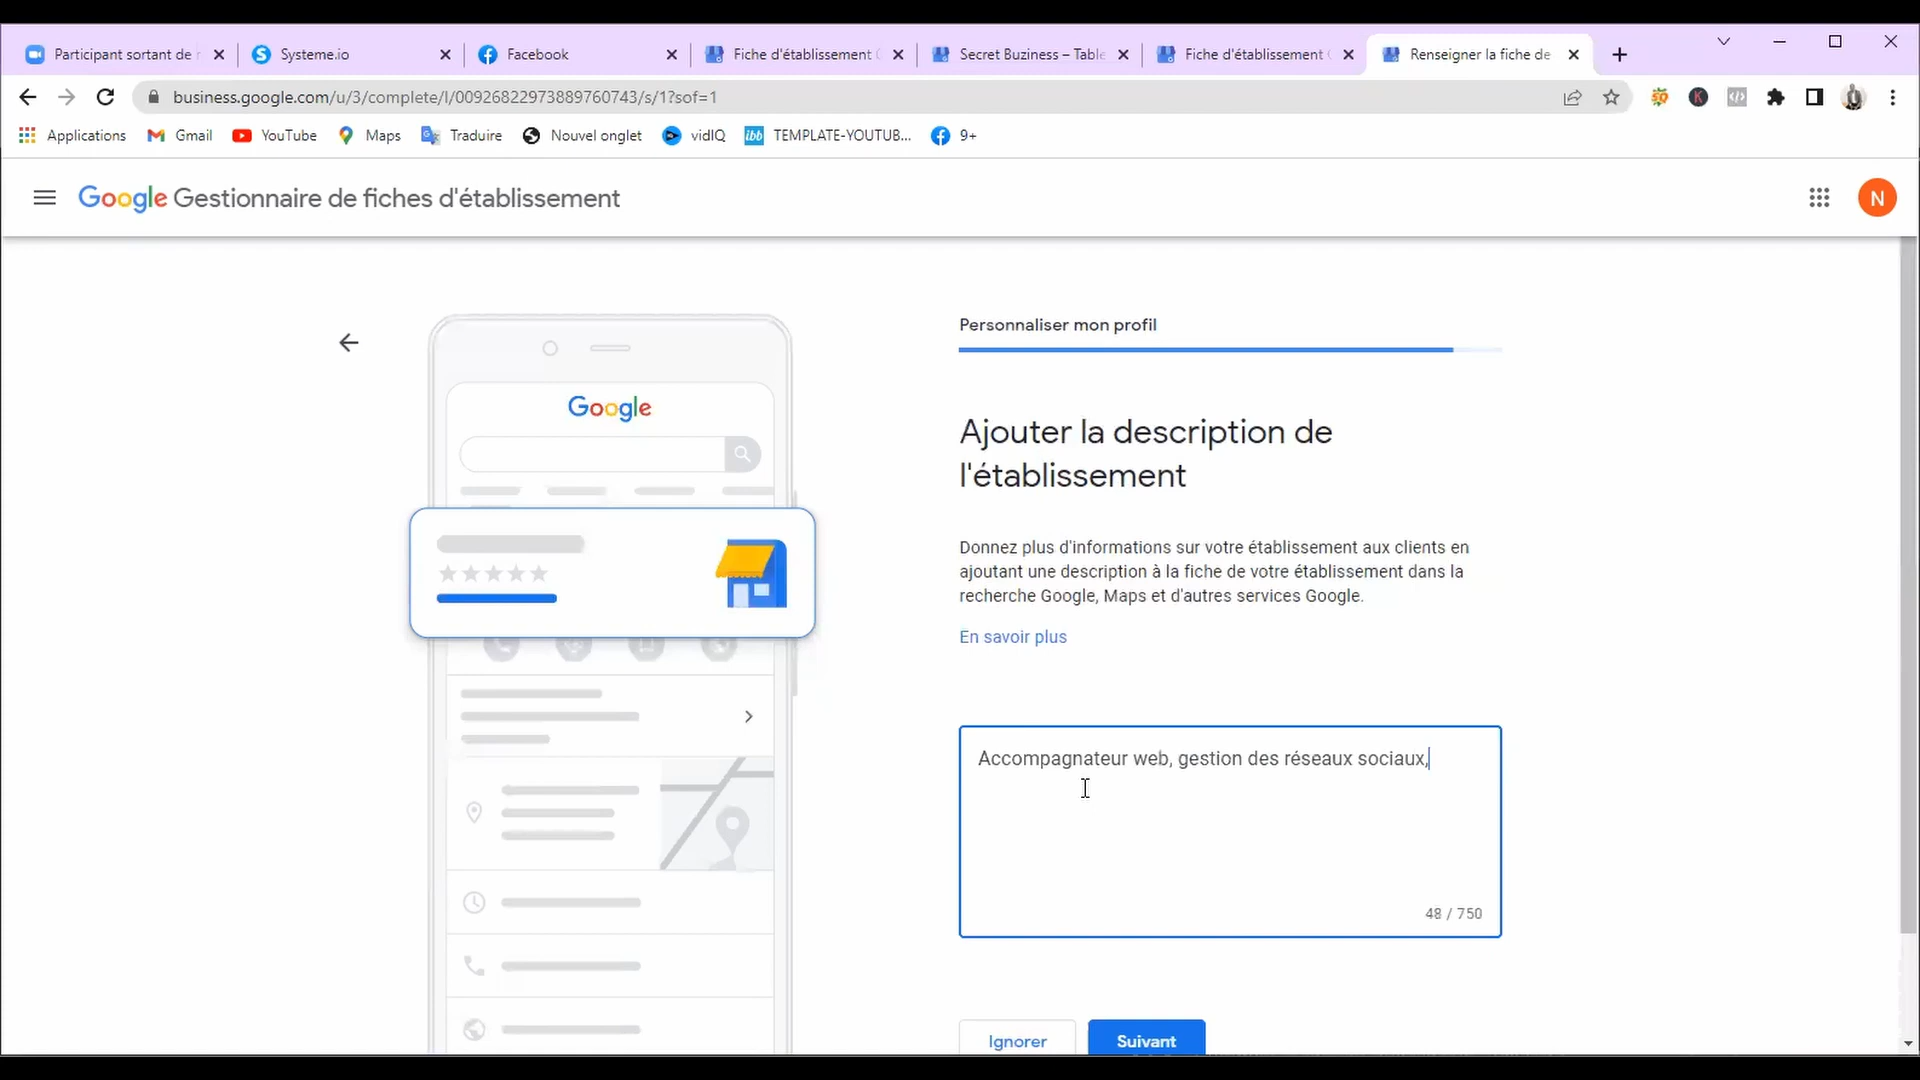 Participant sortant de
Systeme.io
Facebook
Fiche d'établissement
Secret Buziness – Table
Fiche d'établissement
Renseigner la fiche de
business.google.com/u/3/complete/l/00926822973889760743/s/1?sof=1
Applications
Gmail
YouTube
Maps
Traduire
Nouvel onglet
vidIQ
ibb
TEMPLATE-YOUTUB...
9+
Google Gestionnaire de fiches d'établissement
N
Personnaliser mon profil
Google
Ajouter la description de
l'établissement
Donnez plus d'informations sur votre établissement aux clients en
ajoutant une description à la fiche de votre établissement dans la
recherche Google, Maps et d'autres services Google.
En savoir plus
Accompagnateur web, gestion des réseaux sociaux,
48 / 750
Ignorer
Suivant